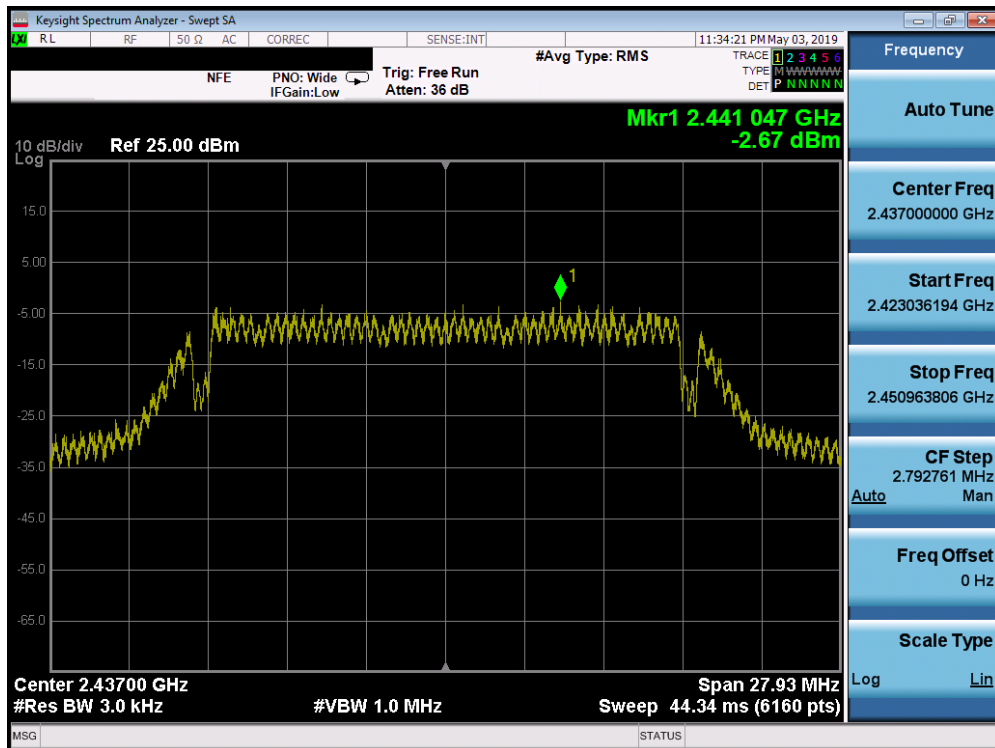 Keysight Spectrum Analyzer - Swept SA
LXI RL RF 50 Ω AC CORREC SENSE:INT 11:34:21 PM May 03, 2019
NFE PNO: Wide Trig: Free Run #Avg Type: RMS TRACE 1 2 3 4 5 6
IFGain:Low Atten: 36 dB TYPE M WWWWW
DET P N N N N N
Mkr1 2.441 047 GHz
-2.67 dBm
10 dB/div Ref 25.00 dBm
Log
15.0
5.00
1
-5.00
-15.0
-25.0
-35.0
-45.0
-55.0
-65.0
Center 2.43700 GHz Span 27.93 MHz
#Res BW 3.0 kHz #VBW 1.0 MHz Sweep 44.34 ms (6160 pts)
MSG STATUS
Frequency
Auto Tune
Center Freq
2.437000000 GHz
Start Freq
2.423036194 GHz
Stop Freq
2.450963806 GHz
CF Step
2.792761 MHz
Auto Man
Freq Offset
0 Hz
Scale Type
Log Lin